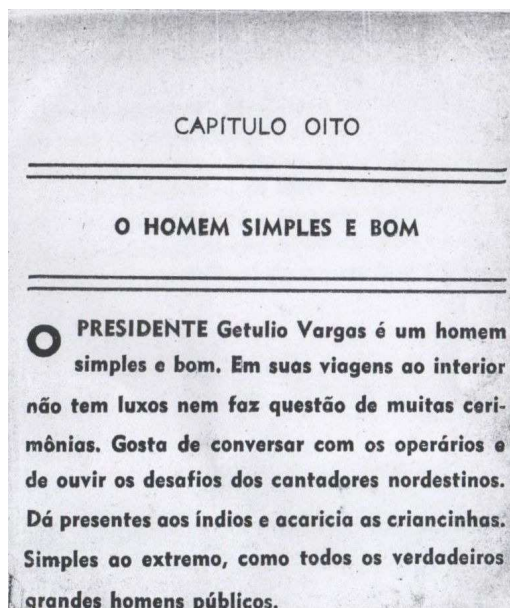 CAPÍTULO OITO
O HOMEM SIMPLES E BOM
O PRESIDENTE Getulio Vargas é um homem
simples e bom. Em suas viagens ao interior
não tem luxos nem faz questão de muitas ceri-
mônias. Gosta de conversar com os operários e
de ouvir os desafios dos cantadores nordestinos.
Dá presentes aos índios e acaricia as criancinhas.
Simples ao extremo, como todos os verdadeiros
grandes homens públicos.